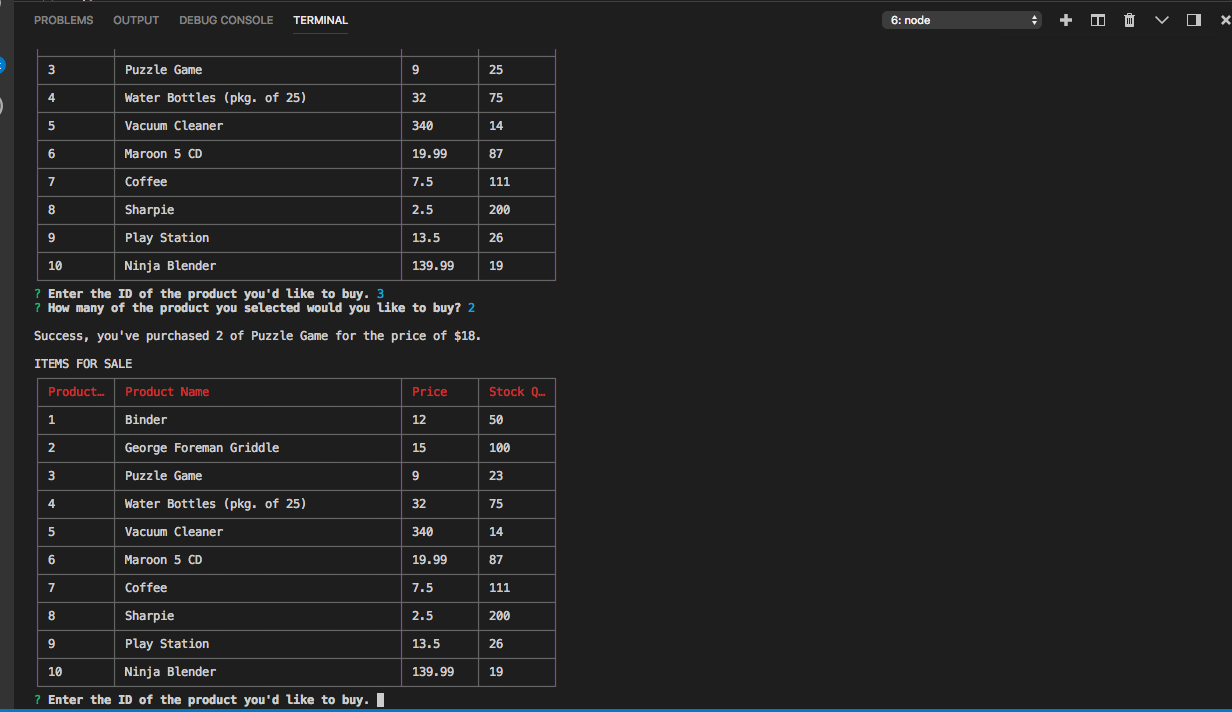 PROBLEMS OUTPUT DEBUG CONSOLE TERMINAL 6: node
3 Puzzle Game 9 25
4 Water Bottles (pkg. of 25) 32 75
5 Vacuum Cleaner 340 14
6 Maroon 5 CD 19.99 87
7 Coffee 7.5 111
8 Sharpie 2.5 200
9 Play Station 13.5 26
10 Ninja Blender 139.99 19
? Enter the ID of the product you'd like to buy. 3
? How many of the product you selected would you like to buy? 2
Success, you've purchased 2 of Puzzle Game for the price of $18.
ITEMS FOR SALE
Product… Product Name Price Stock Q…
1 Binder 12 50
2 George Foreman Griddle 15 100
3 Puzzle Game 9 23
4 Water Bottles (pkg. of 25) 32 75
5 Vacuum Cleaner 340 14
6 Maroon 5 CD 19.99 87
7 Coffee 7.5 111
8 Sharpie 2.5 200
9 Play Station 13.5 26
10 Ninja Blender 139.99 19
? Enter the ID of the product you'd like to buy.